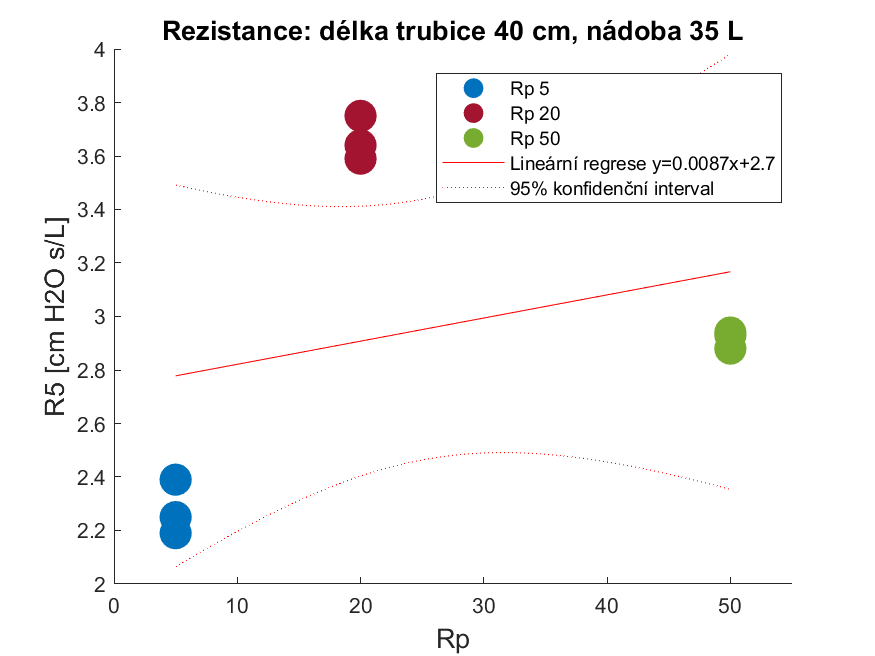 Rezistance: délka trubice 40 cm, nádoba 35 L
4
3.8
3.6
3.4
3.2
3
2.8
2.6
2.4
2.2
2
R5 [cm H2O s/L]
Rp 5
Rp 20
Rp 50
Lineární regrese y=0.0087x+2.7
95% konfidenční interval
0
10
20
30
40
50
Rp